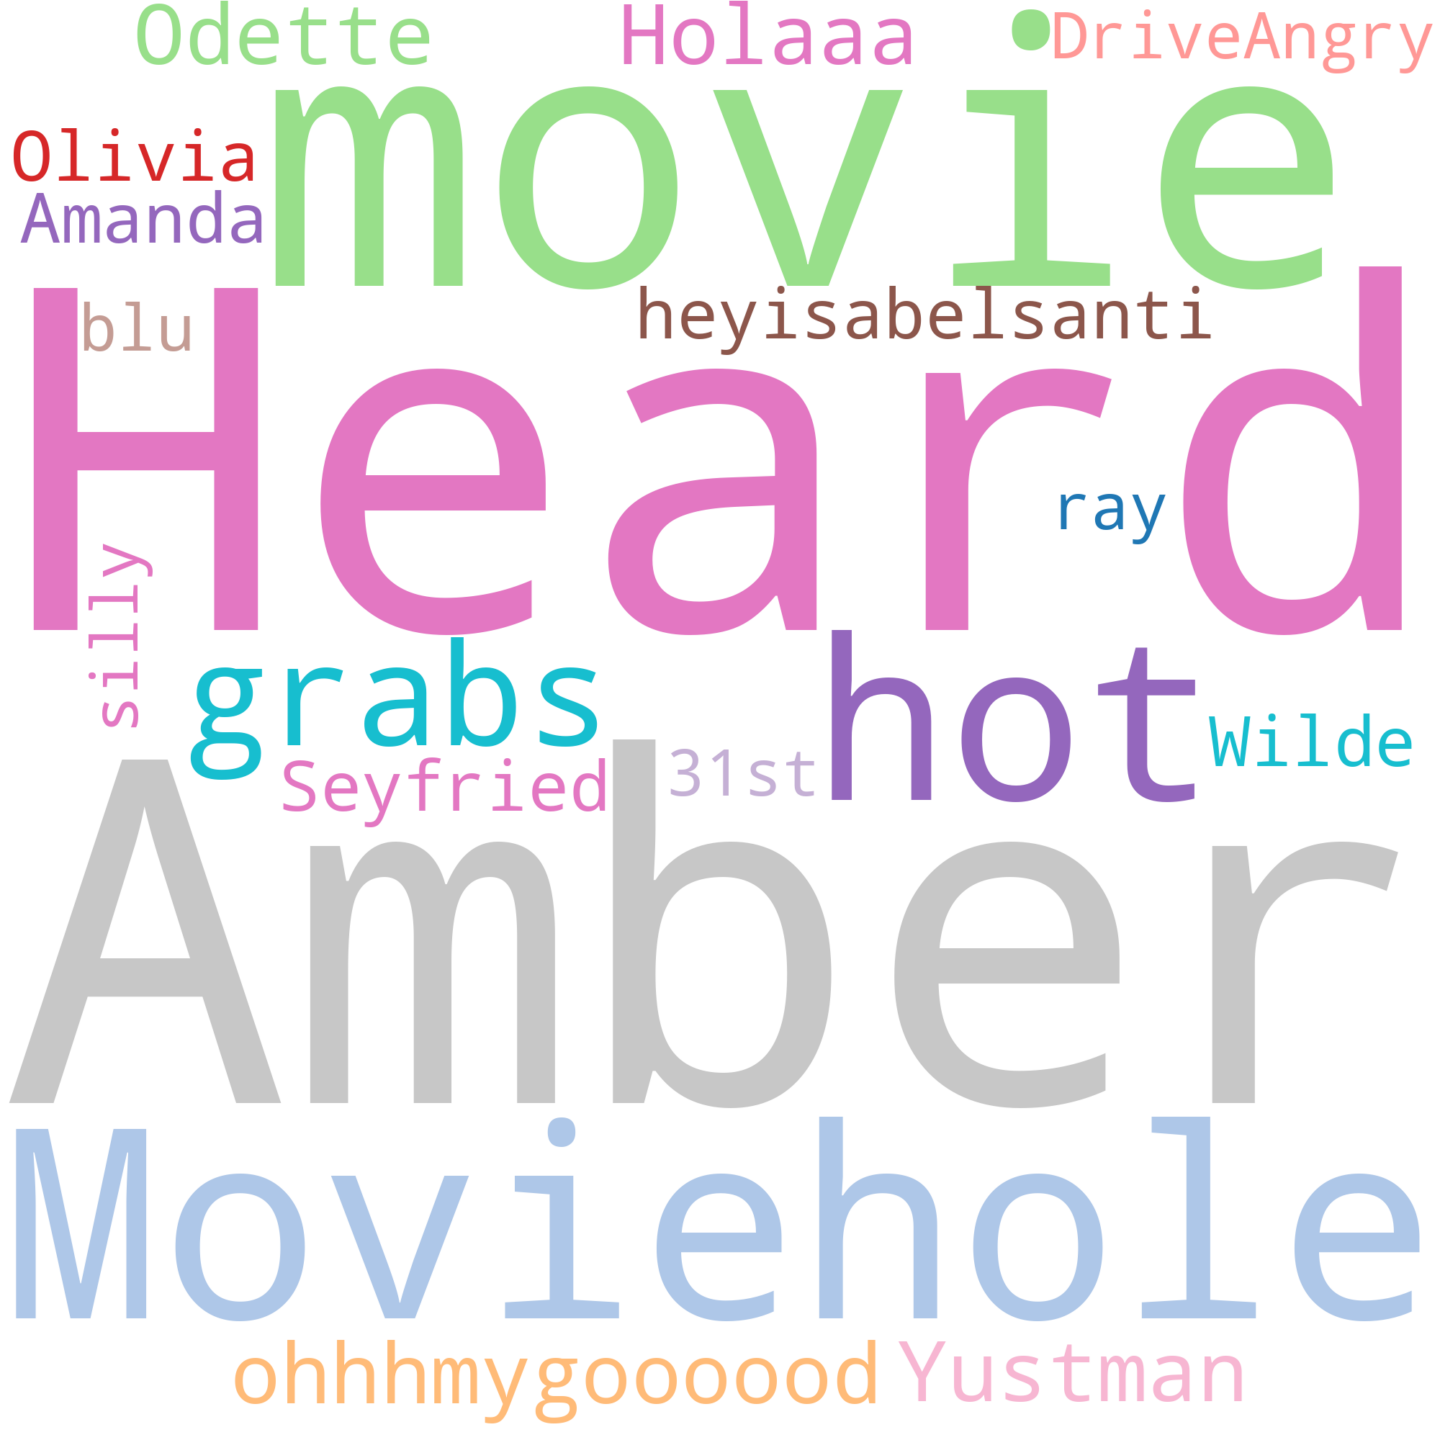 Odette Holaaa DriveAngry
movie
Olivia
Amanda
blu heyisabelsanti
Heard
ray
silly
grabs hot Wilde
Seyfried 31st
Amber
Moviehole
ohhhmygoooood Yustman